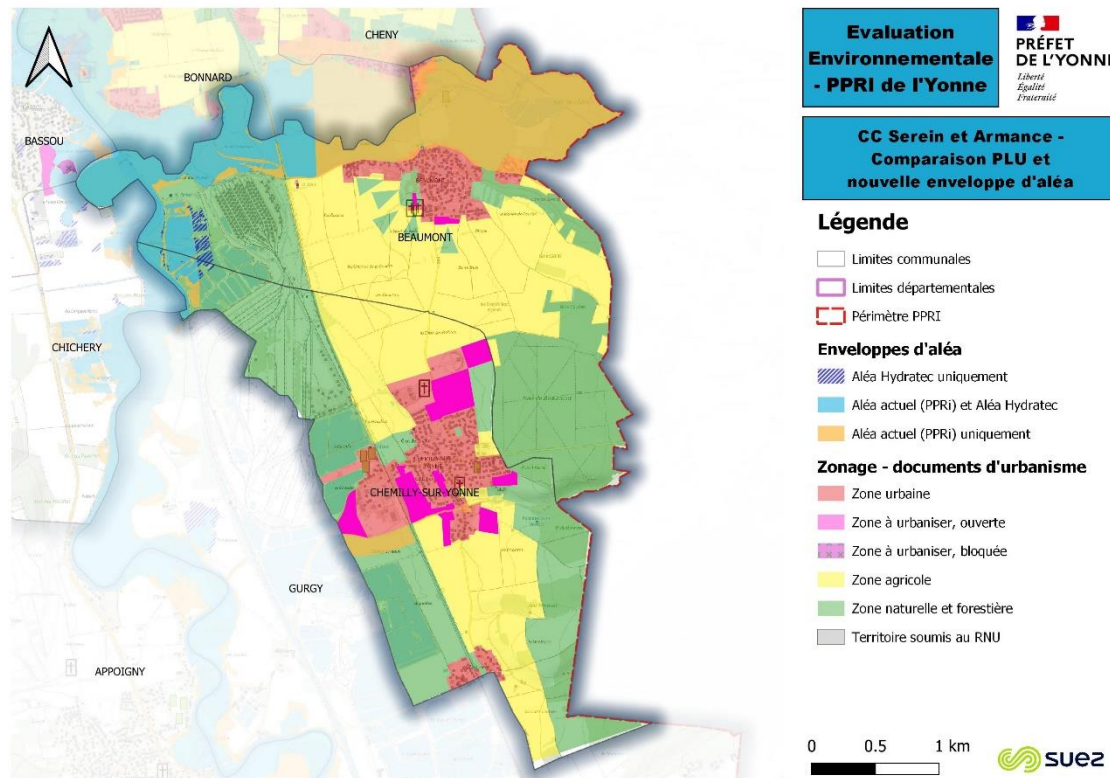 CHENY
BONNARD
BASSOU
BEAUMONT
CHICHERY
CHEMILLY-SUR-YONNE
GURGY
APPOIGNY
Evaluation
Environnementale
- PPRI de l'Yonne
PRÉFET
DE L'YONNE
Liberté
Égalité
Fraternité
CC Serein et Armance -
Comparaison PLU et
nouvelle enveloppe d'aléa
Légende
Limites communales
Limites départementales
Périmètre PPRI
Enveloppes d'aléa
Aléa Hydratec uniquement
Aléa actuel (PPRi) et Aléa Hydratec
Aléa actuel (PPRi) uniquement
Zonage - documents d'urbanisme
Zone urbaine
Zone à urbaniser, ouverte
Zone à urbaniser, bloquée
Zone agricole
Zone naturelle et forestière
Territoire soumis au RNU
0 0.5 1 km
suez